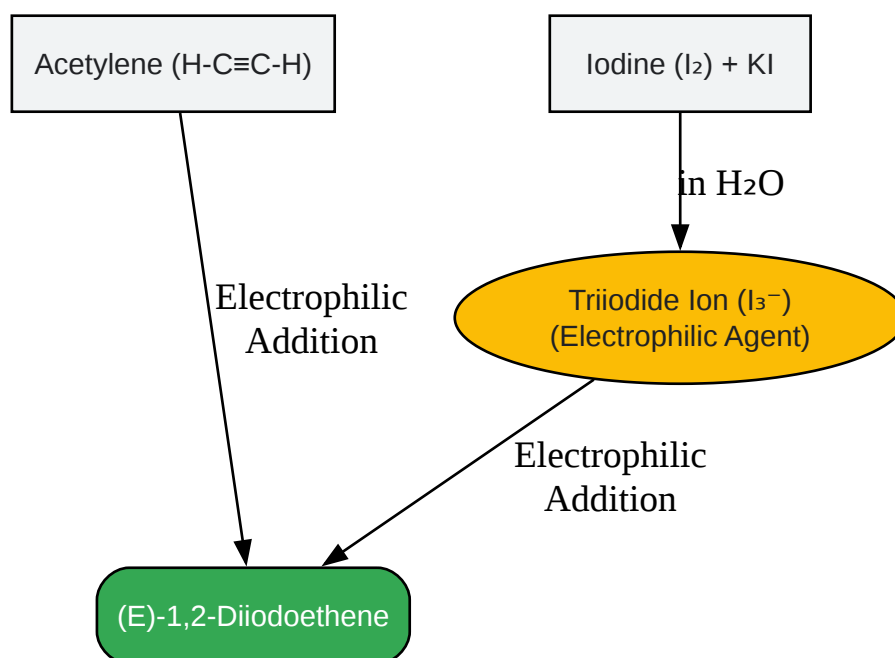 Acetylene (H-C≡C-H)
Iodine (I₂) + KI
in H₂O
Triiodide Ion (I₃⁻)
(Electrophilic Agent)
Electrophilic
Addition
Electrophilic
Addition
(E)-1,2-Diiodoethene